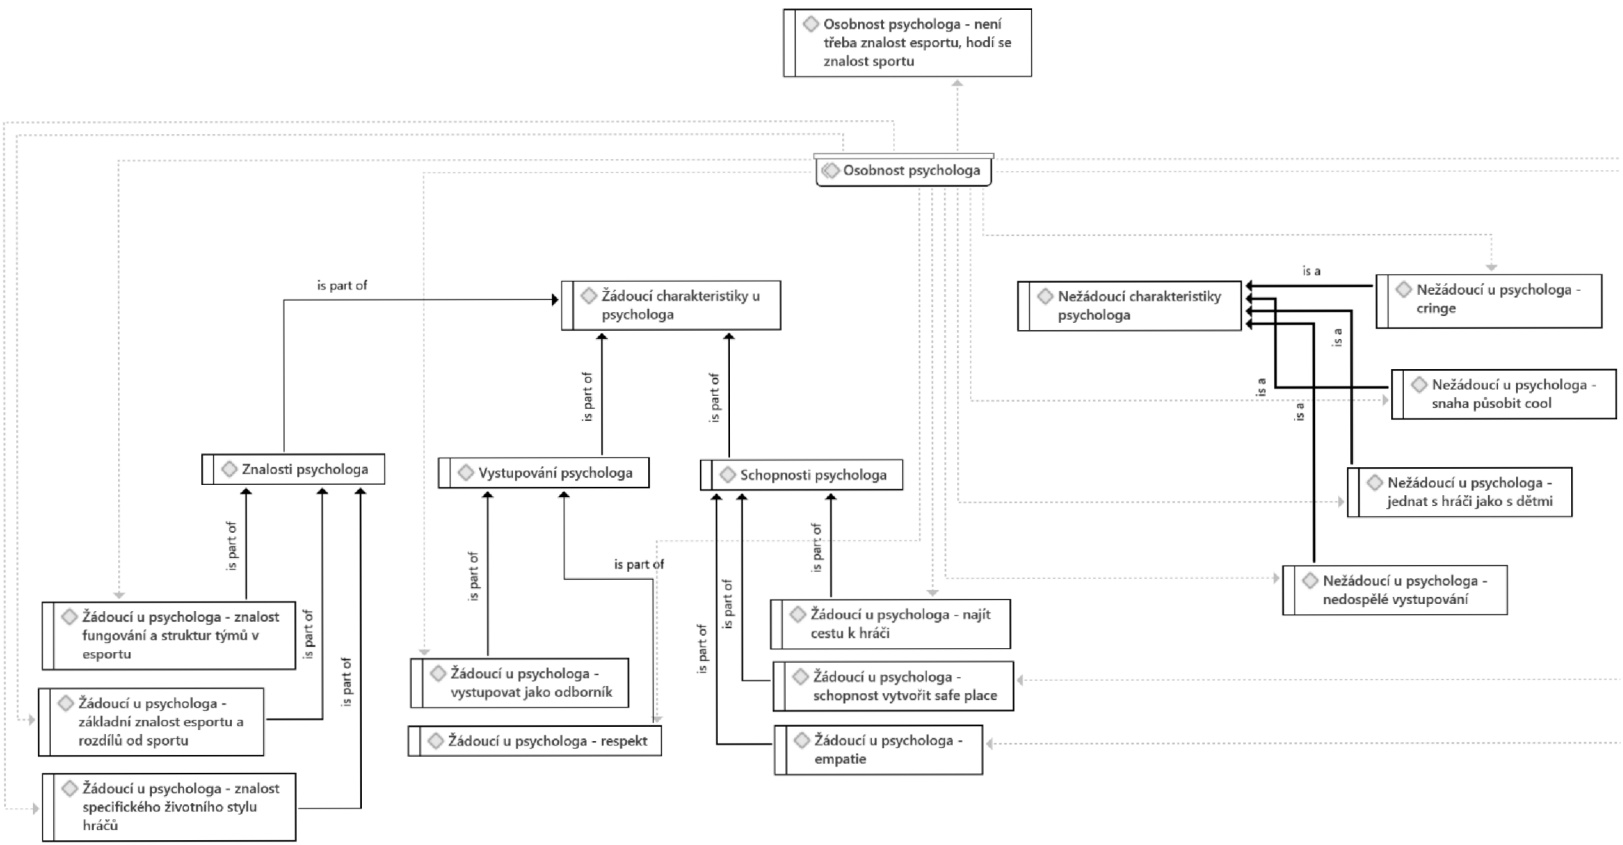 Osobnost psychologa - není
třeba znalost esportu, hodí se
znalost sportu
Osobnost psychologa
is part of
Žádoucí charakteristiky u
psychologa
Nežádoucí charakteristiky
psychologa
is a
Nežádoucí u psychologa -
cringe
is a
is part of
is part of
is a
is a
Nežádoucí u psychologa -
snaha působit cool
Znalosti psychologa
Vystupování psychologa
Schopnosti psychologa
Nežádoucí u psychologa -
jednat s hráči jako s dětmi
is part of
is part of
is part of
is part of
Nežádoucí u psychologa -
nedospělé vystupování
Žádoucí u psychologa - znalost
fungování a struktur týmů v
esportu
is part of
is part of
is part of
Žádoucí u psychologa - najít
cestu k hráči
is part of
Žádoucí u psychologa -
vystupovat jako odborník
Žádoucí u psychologa -
schopnost vytvořit safe place
Žádoucí u psychologa -
základní znalost esportu a
rozdílů od sportu
Žádoucí u psychologa - respekt
Žádoucí u psychologa -
empatie
Žádoucí u psychologa - znalost
specifického životního stylu
hráčů